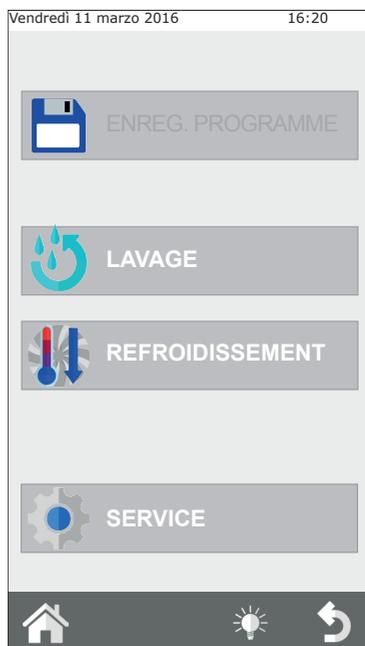 Vendredì 11 marzo 2016 16:20
ENREG. PROGRAMME
LAVAGE
REFROIDISSEMENT
SERVICE